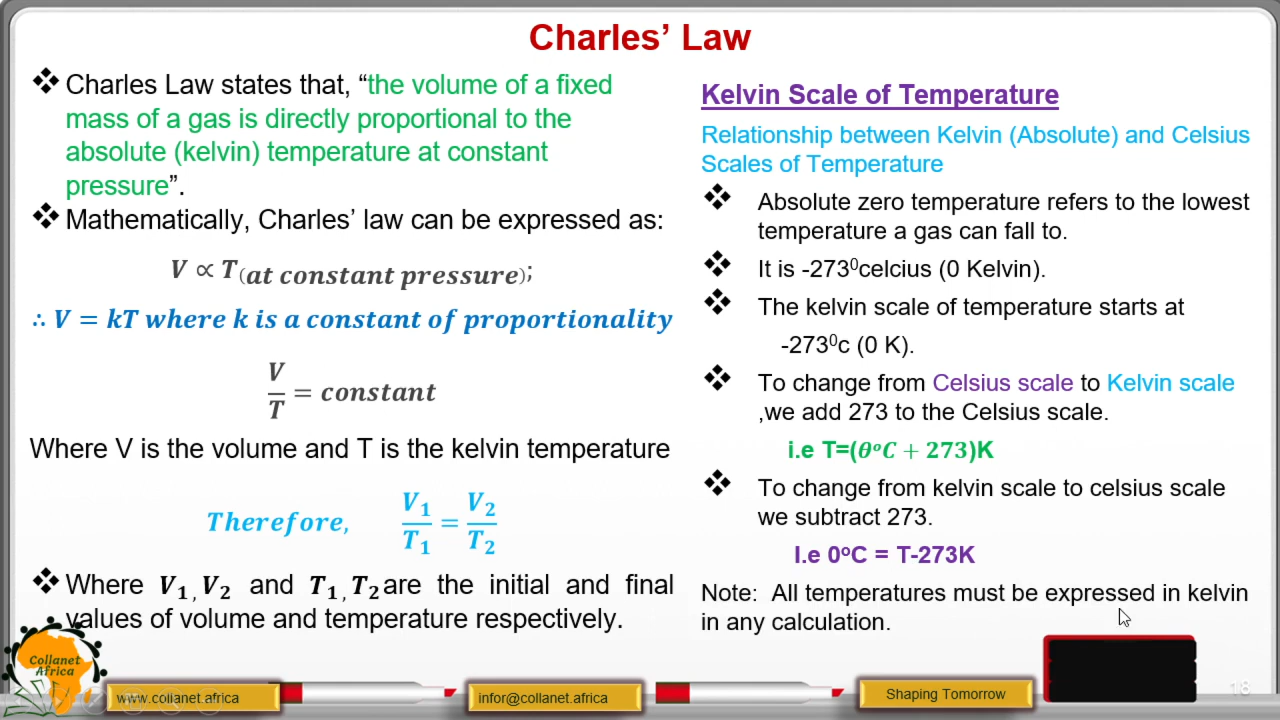 Charles’ Law
❖ Charles Law states that, “the volume of a fixed
mass of a gas is directly proportional to the
absolute (kelvin) temperature at constant
pressure”.
❖ Mathematically, Charles’ law can be expressed as:
V ∝ T(at constant pressure);
∴ V = kT where k is a constant of proportionality
V/T = constant
Where V is the volume and T is the kelvin temperature
Therefore, V₁/T₁ = V₂/T₂
❖ Where V₁, V₂ and T₁, T₂ are the initial and final
values of volume and temperature respectively.
Kelvin Scale of Temperature
Relationship between Kelvin (Absolute) and Celsius
Scales of Temperature
❖ Absolute zero temperature refers to the lowest
temperature a gas can fall to.
❖ It is -273⁰celcius (0 Kelvin).
❖ The kelvin scale of temperature starts at
-273⁰c (0 K).
❖ To change from Celsius scale to Kelvin scale
,we add 273 to the Celsius scale.
i.e T=(θᵒC + 273)K
❖ To change from kelvin scale to celsius scale
we subtract 273.
I.e 0ᵒC = T-273K
Note: All temperatures must be expressed in kelvin
in any calculation.
Collanet
Africa
www.collanet.africa
infor@collanet.africa
Shaping Tomorrow
18